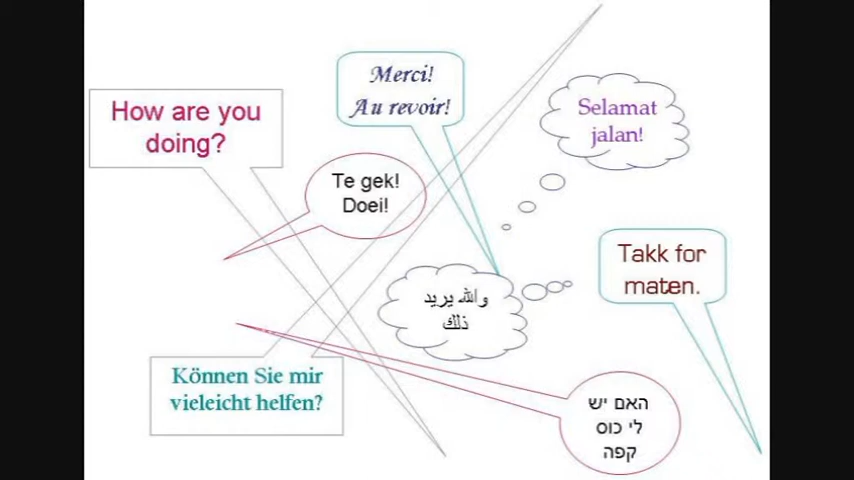 How are you
doing?
Merci!
Au revoir!
Selamat
jalan!
Te gek!
Doei!
Takk for
maten.
والله يريد
ذلك
Können Sie mir
vieleicht helfen?
האם יש
לי כוס
קפה